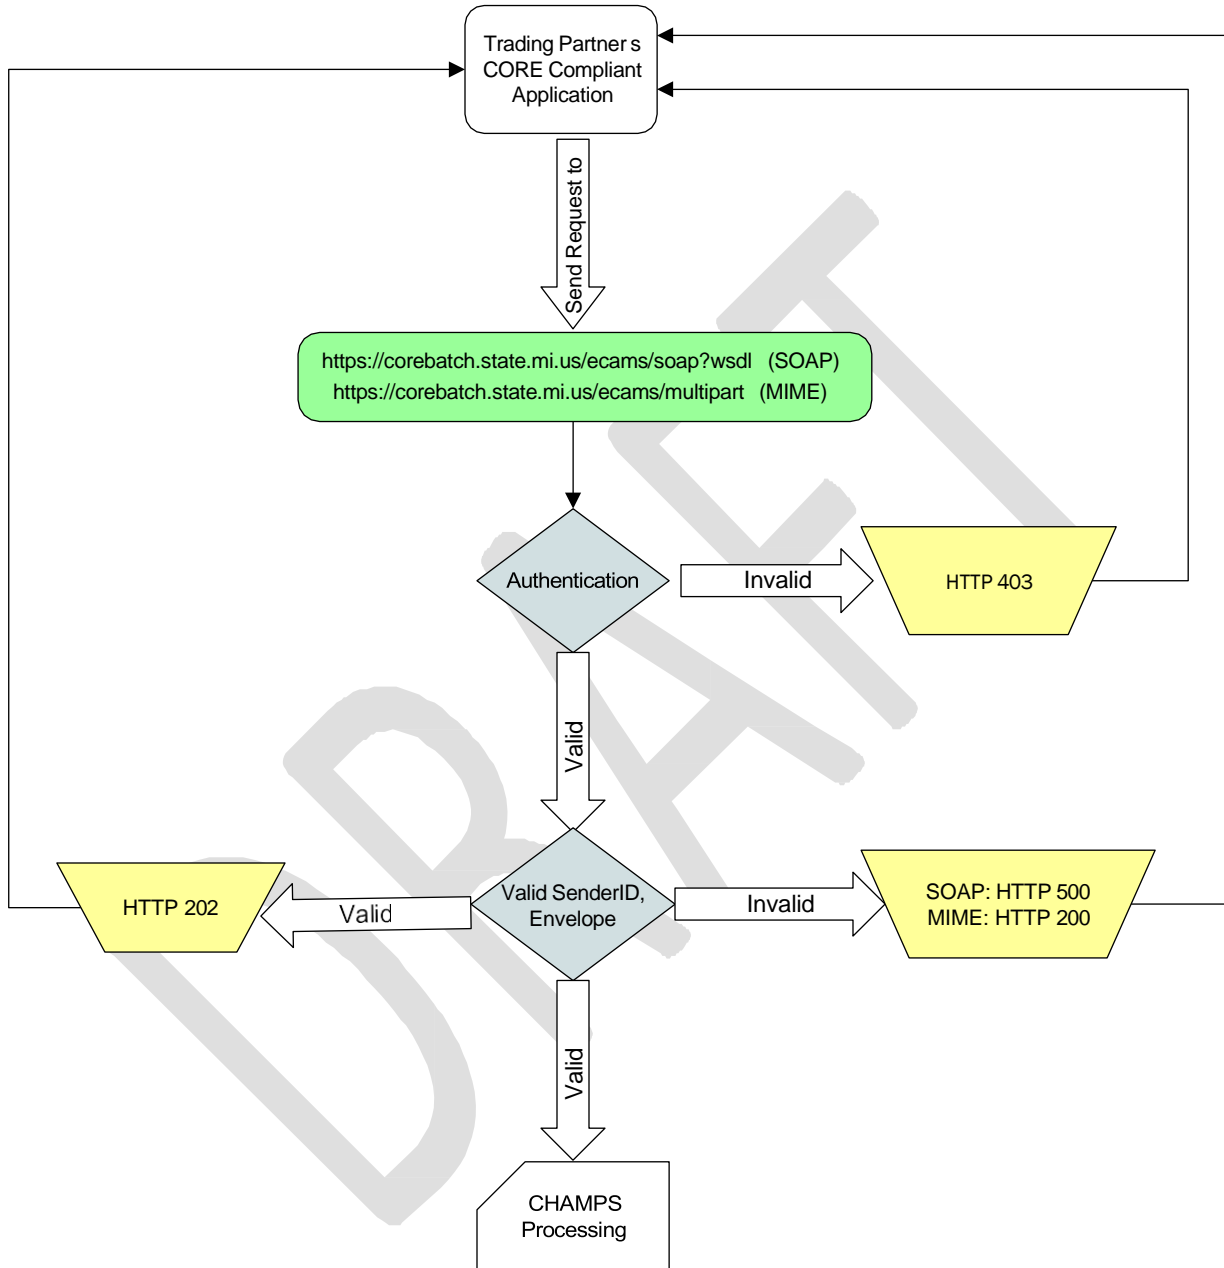 Trading Partner s
CORE Compliant
Application
Send Request to
https://corebatch.state.mi.us/ecams/soap?wsdl (SOAP)
https://corebatch.state.mi.us/ecams/multipart (MIME)
Authentication
Invalid
HTTP 403
Valid
HTTP 202
Valid
Valid SenderID,
Envelope
Invalid
SOAP: HTTP 500
MIME: HTTP 200
Valid
CHAMPS
Processing
DRAFT